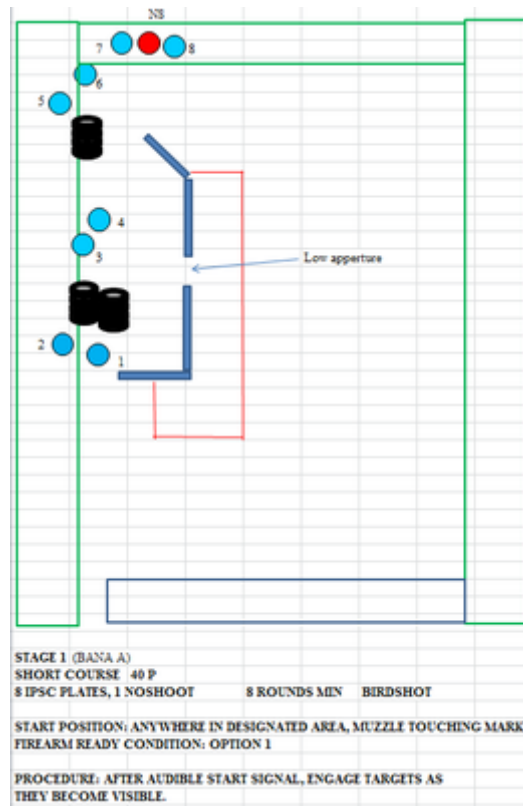 NS
7
8
6
5
4
3
Low apperture
2
1
STAGE 1 (BANA A)
SHORT COURSE 40 P
8 IPSC PLATES, 1 NOSHOOT 8 ROUNDS MIN BIRDSHOT
START POSITION: ANYWHERE IN DESIGNATED AREA, MUZZLE TOUCHING MARK
FIREARM READY CONDITION: OPTION 1
PROCEDURE: AFTER AUDIBLE START SIGNAL, ENGAGE TARGETS AS
THEY BECOME VISIBLE.